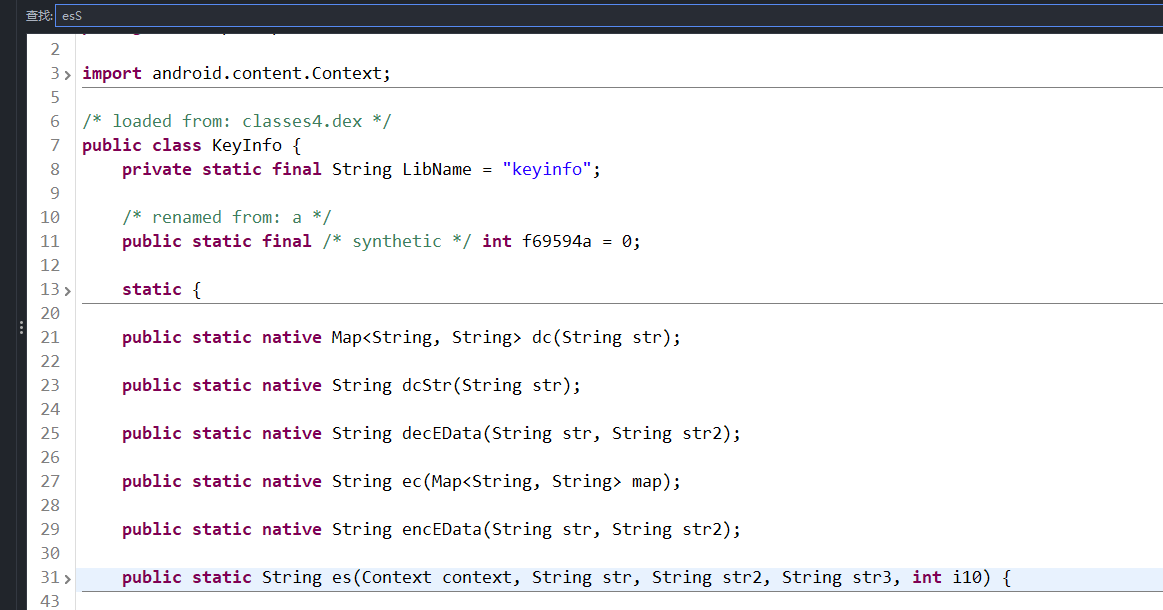 查找: esS
2
3 import android.content.Context;
5
6 /* loaded from: classes4.dex */
7 public class KeyInfo {
8 private static final String LibName = "keyinfo";
9
10 /* renamed from: a */
11 public static final /* synthetic */ int f69594a = 0;
12
13 static {
20
21 public static native Map<String, String> dc(String str);
22
23 public static native String dcStr(String str);
24
25 public static native String decEData(String str, String str2);
26
27 public static native String ec(Map<String, String> map);
28
29 public static native String encEData(String str, String str2);
30
31 public static String es(Context context, String str, String str2, String str3, int i10) {
43